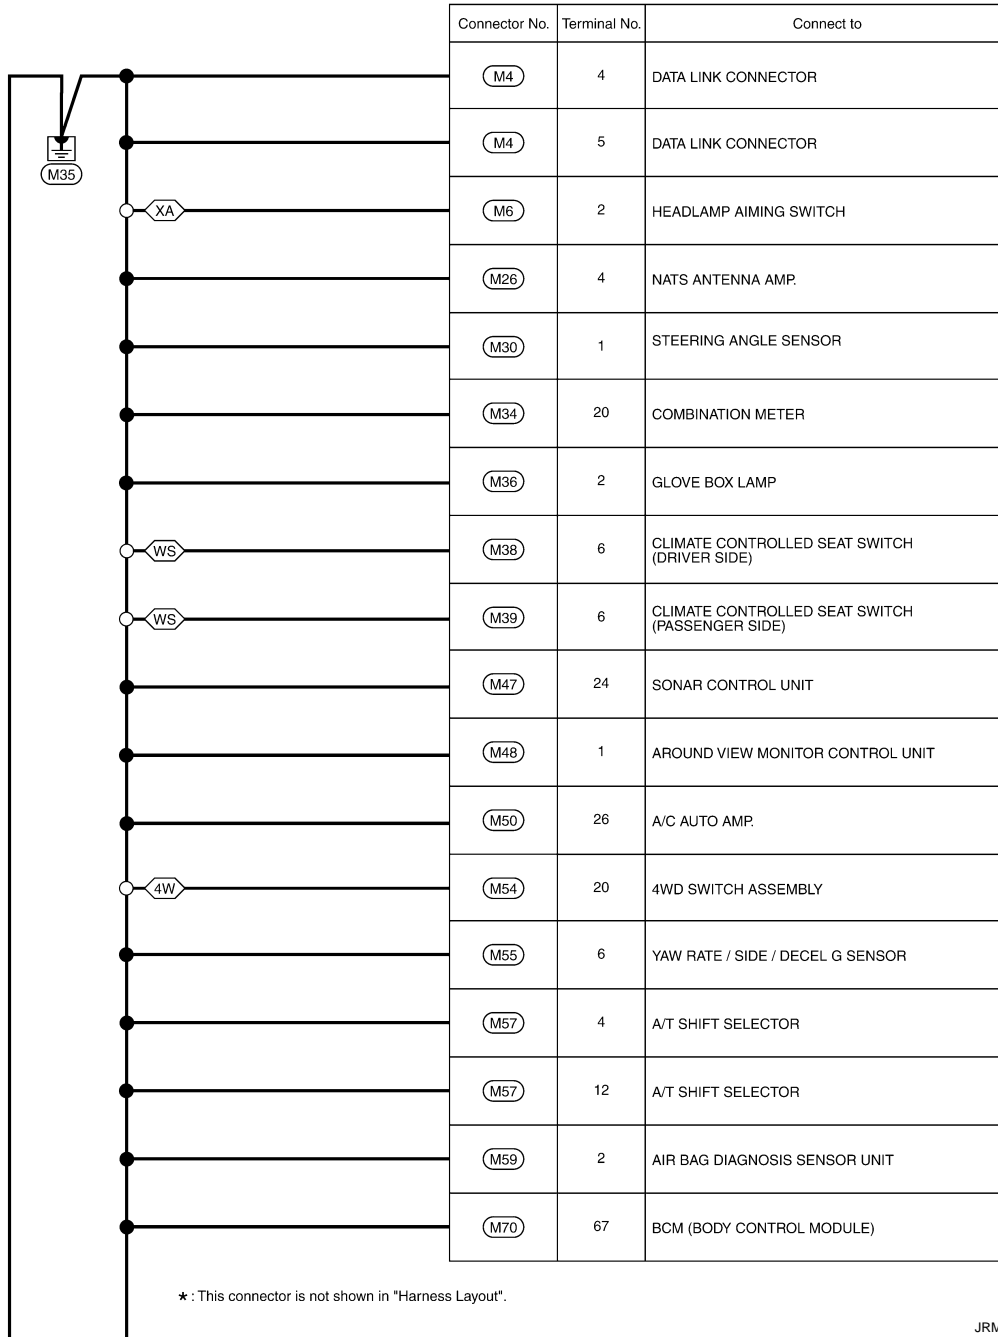 Connector No. Terminal No. Connect to
M4 4 DATA LINK CONNECTOR
M4 5 DATA LINK CONNECTOR
M35
XA M6 2 HEADLAMP AIMING SWITCH
M26 4 NATS ANTENNA AMP.
M30 1 STEERING ANGLE SENSOR
M34 20 COMBINATION METER
M36 2 GLOVE BOX LAMP
WS M38 6 CLIMATE CONTROLLED SEAT SWITCH
(DRIVER SIDE)
WS M39 6 CLIMATE CONTROLLED SEAT SWITCH
(PASSENGER SIDE)
M47 24 SONAR CONTROL UNIT
M48 1 AROUND VIEW MONITOR CONTROL UNIT
M50 26 A/C AUTO AMP.
4W M54 20 4WD SWITCH ASSEMBLY
M55 6 YAW RATE / SIDE / DECEL G SENSOR
M57 4 A/T SHIFT SELECTOR
M57 12 A/T SHIFT SELECTOR
M59 2 AIR BAG DIAGNOSIS SENSOR UNIT
M70 67 BCM (BODY CONTROL MODULE)
★ : This connector is not shown in "Harness Layout".
JRM